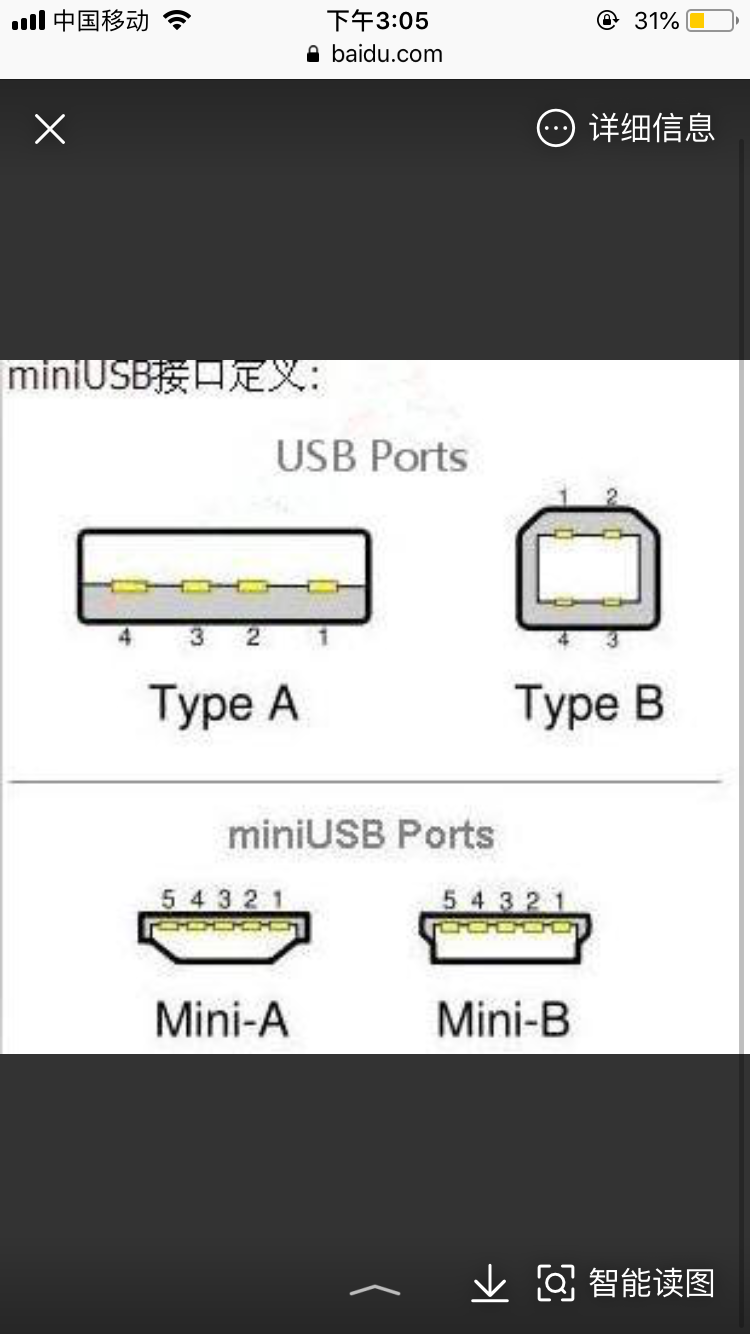 中国移动 下午3:05 31%
baidu.com
详细信息
miniUSB接口定义:
USB Ports
1 2
4 3 2 1
4 3
Type A Type B
miniUSB Ports
5 4 3 2 1 5 4 3 2 1
Mini-A Mini-B
智能读图